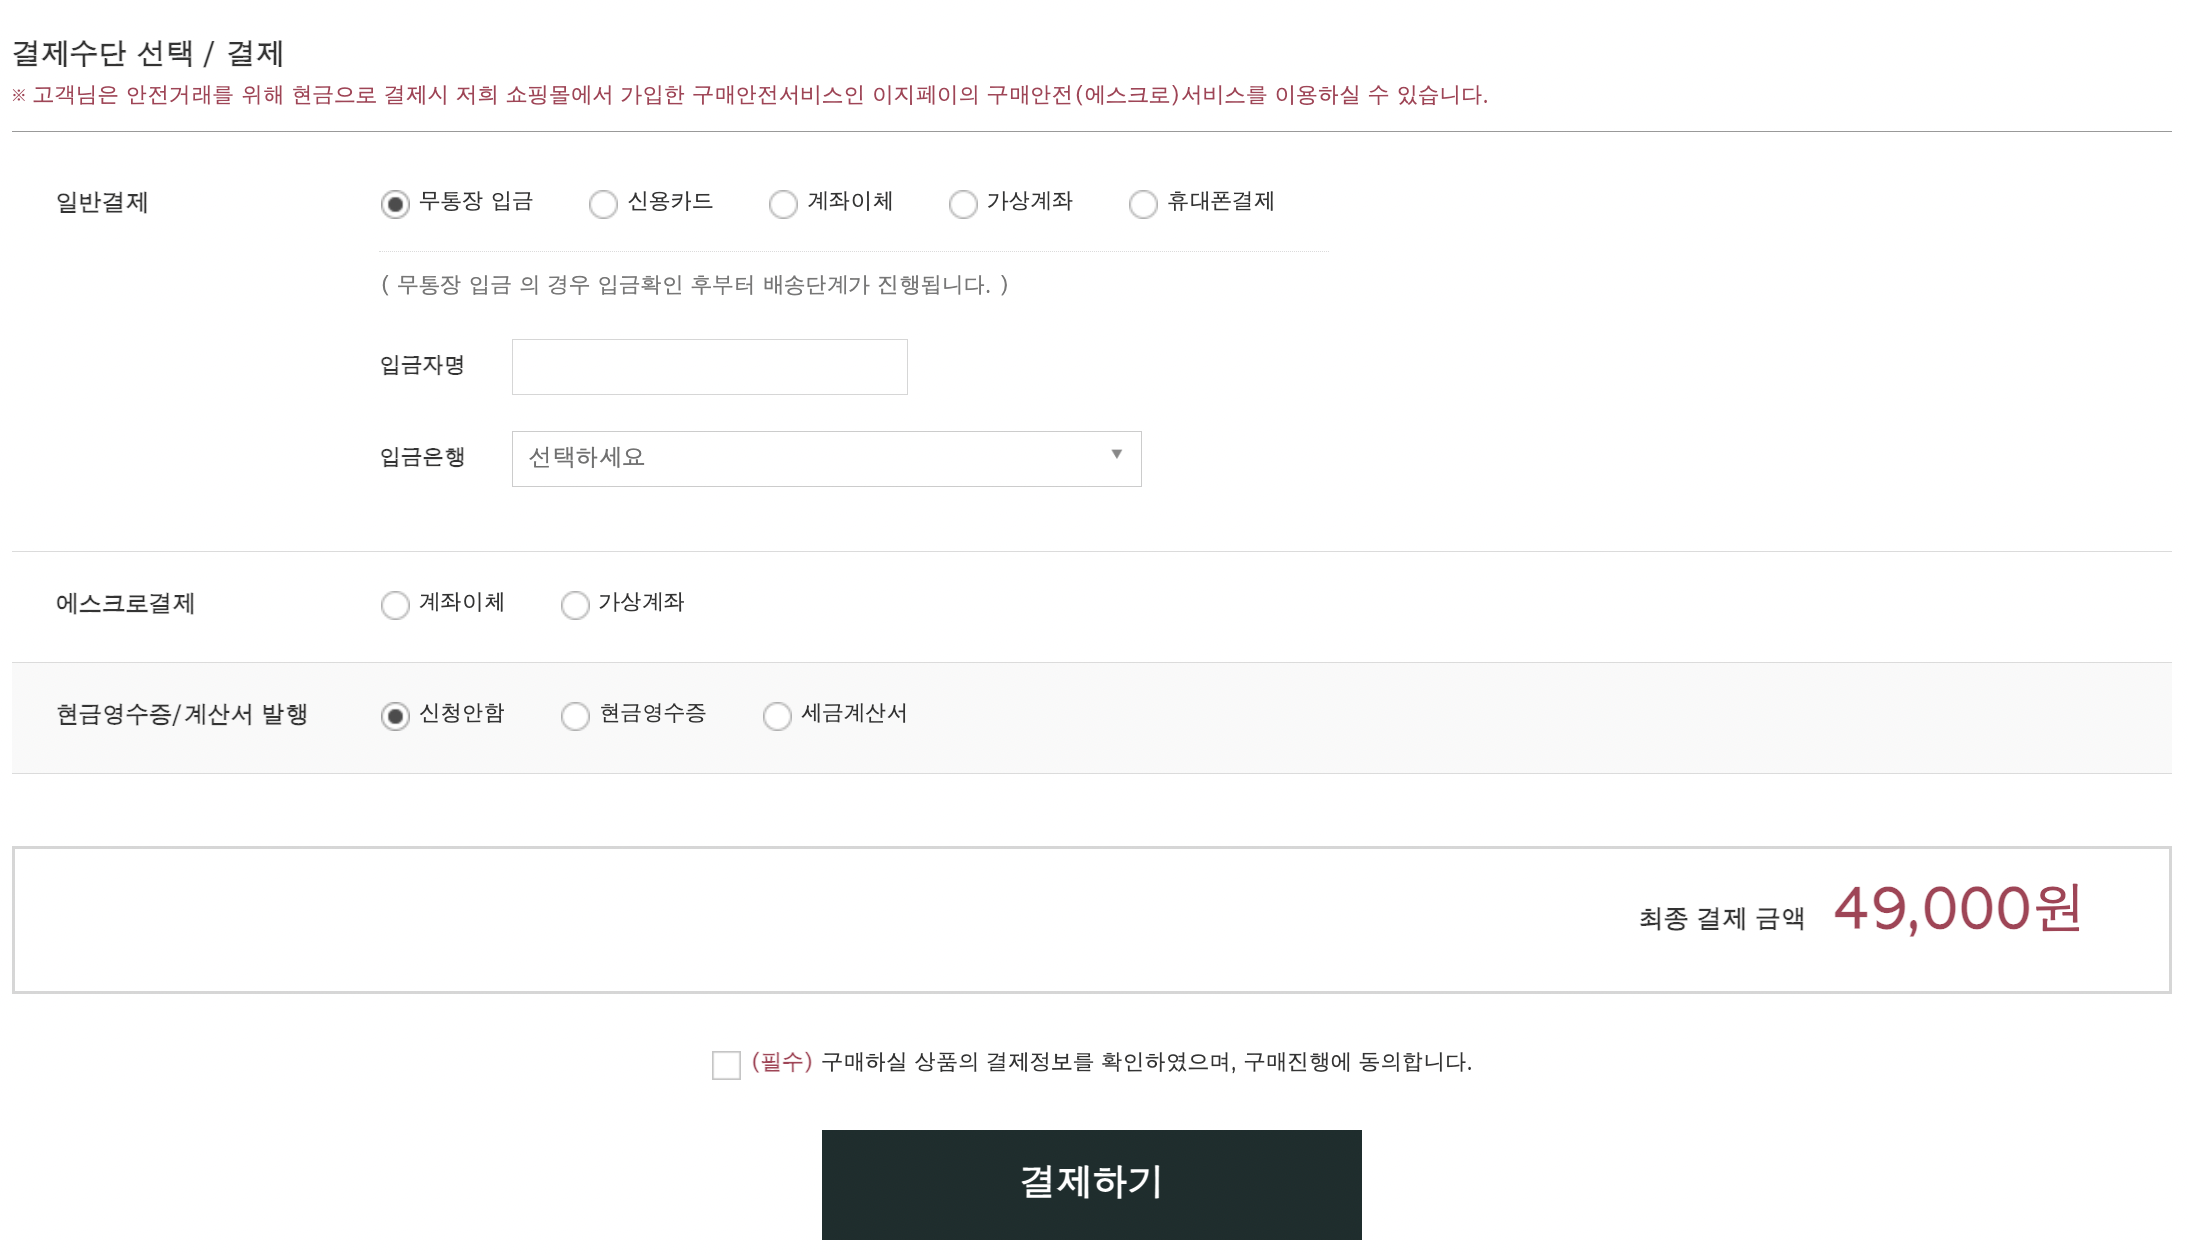 결제수단 선택 / 결제
※ 고객님은 안전거래를 위해 현금으로 결제시 저희 쇼핑몰에서 가입한 구매안전서비스인 이지페이의 구매안전(에스크로)서비스를 이용하실 수 있습니다.
일반결제 무통장 입금 신용카드 계좌이체 가상계좌 휴대폰결제
( 무통장 입금 의 경우 입금확인 후부터 배송단계가 진행됩니다. )
입금자명
입금은행 선택하세요 ▼
에스크로결제 계좌이체 가상계좌
현금영수증/계산서 발행 신청안함 현금영수증 세금계산서
최종 결제 금액 49,000원
(필수) 구매하실 상품의 결제정보를 확인하였으며, 구매진행에 동의합니다.
결제하기